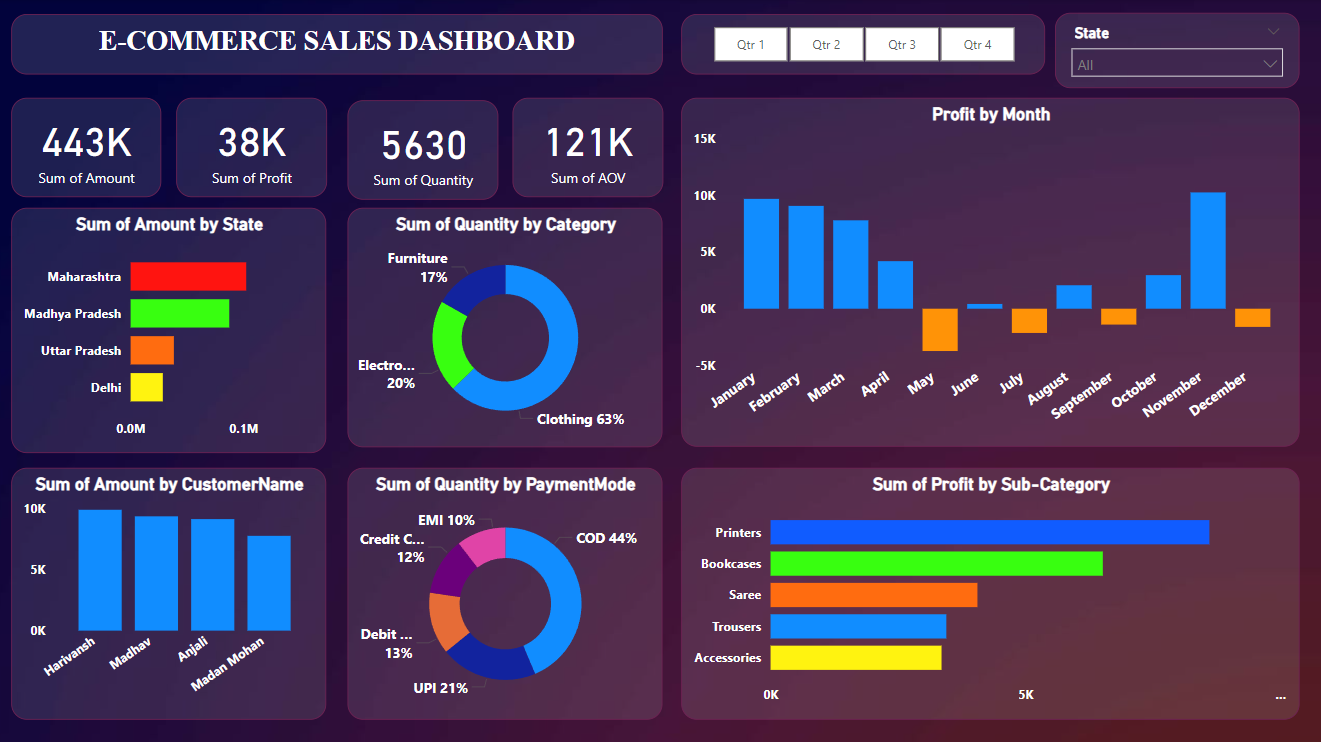 E-COMMERCE SALES DASHBOARD
Qtr 1
Qtr 2
Qtr 3
Qtr 4
State
All
443K
Sum of Amount
38K
Sum of Profit
5630
Sum of Quantity
121K
Sum of AOV
Profit by Month
15K
10K
5K
0K
-5K
January
February
March
April
May
June
July
August
September
October
November
December
Sum of Amount by State
Maharashtra
Madhya Pradesh
Uttar Pradesh
Delhi
0.0M
0.1M
Sum of Quantity by Category
Furniture
17%
Electro...
20%
Clothing 63%
Sum of Amount by CustomerName
10K
5K
0K
Harivansh
Madhav
Anjali
Madan Mohan
Sum of Quantity by PaymentMode
EMI 10%
COD 44%
Credit C...
12%
Debit ...
13%
UPI 21%
Sum of Profit by Sub-Category
Printers
Bookcases
Saree
Trousers
Accessories
0K
5K
...